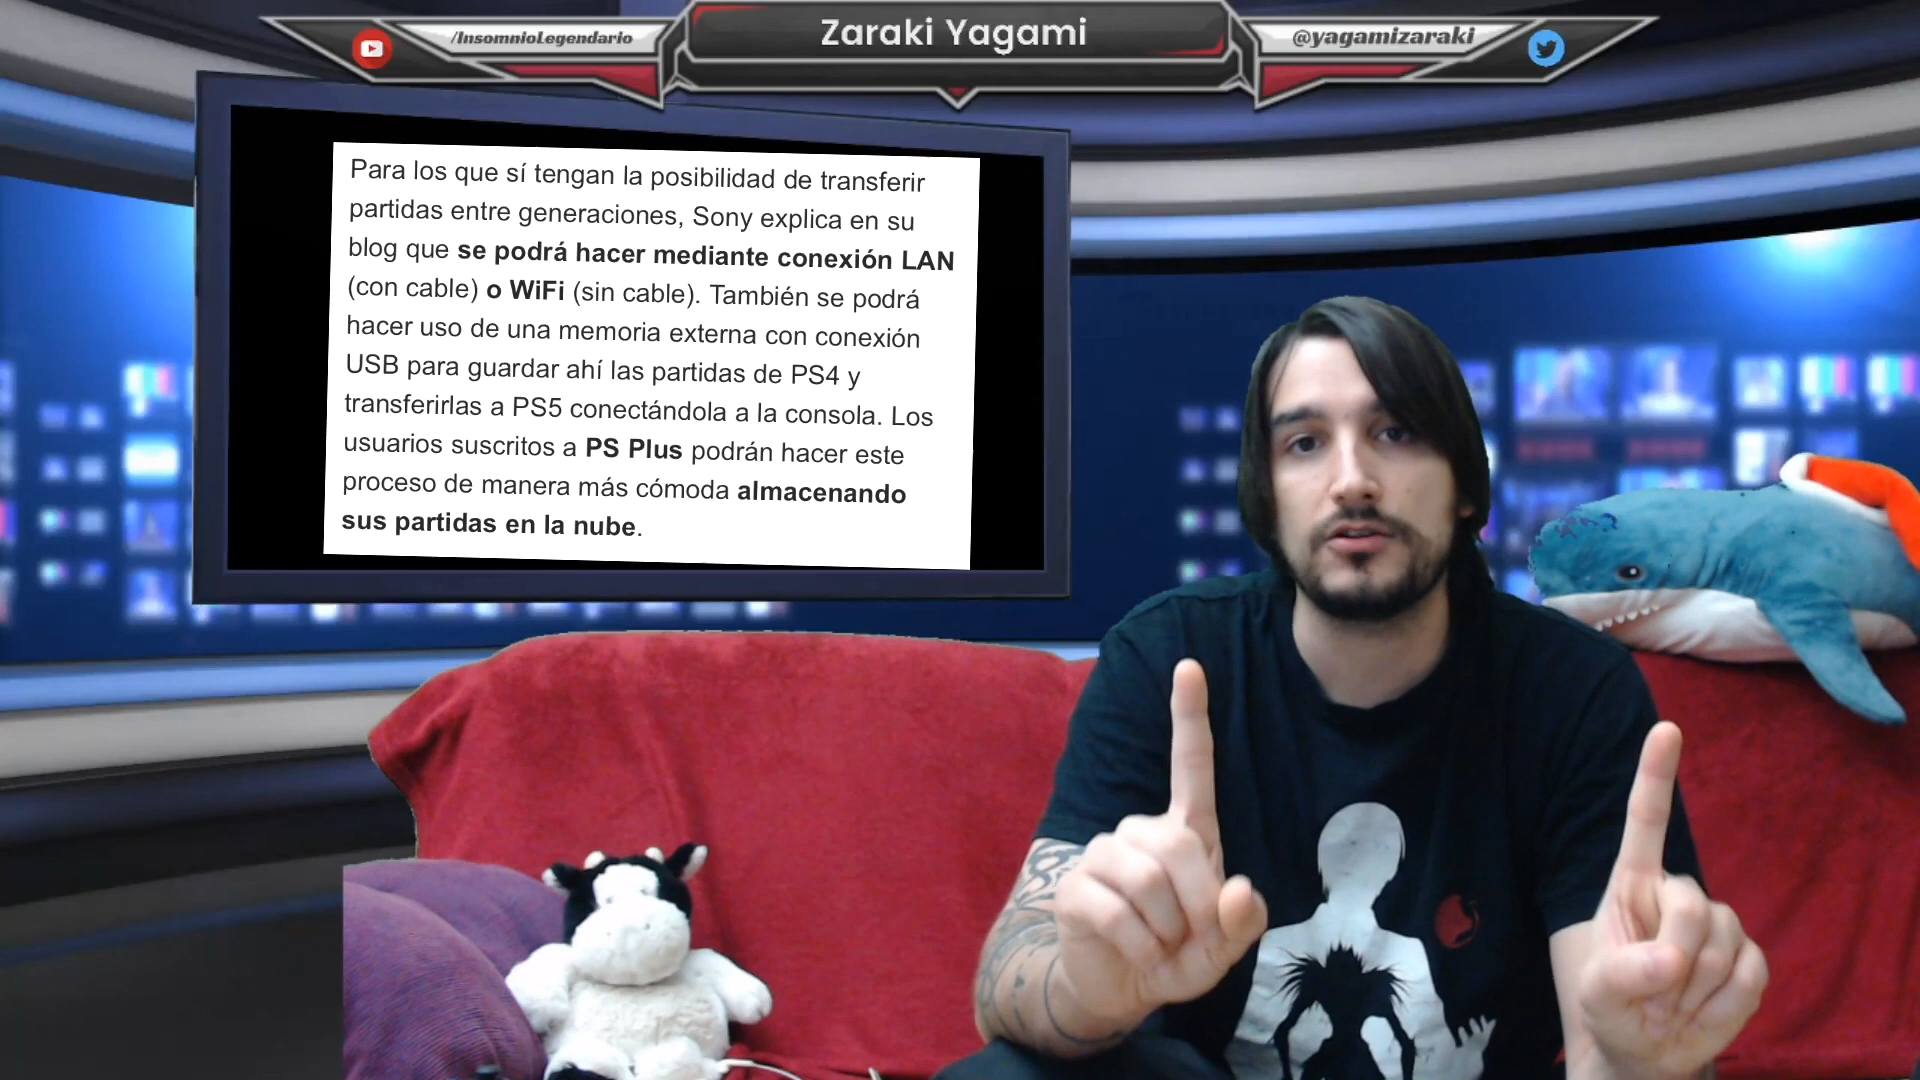 /InsomnioLegendario
Zaraki Yagami
@yagamizaraki
Para los que sí tengan la posibilidad de transferir
partidas entre generaciones, Sony explica en su
blog que se podrá hacer mediante conexión LAN
(con cable) o WiFi (sin cable). También se podrá
hacer uso de una memoria externa con conexión
USB para guardar ahí las partidas de PS4 y
transferirlas a PS5 conectándola a la consola. Los
usuarios suscritos a PS Plus podrán hacer este
proceso de manera más cómoda almacenando
sus partidas en la nube.